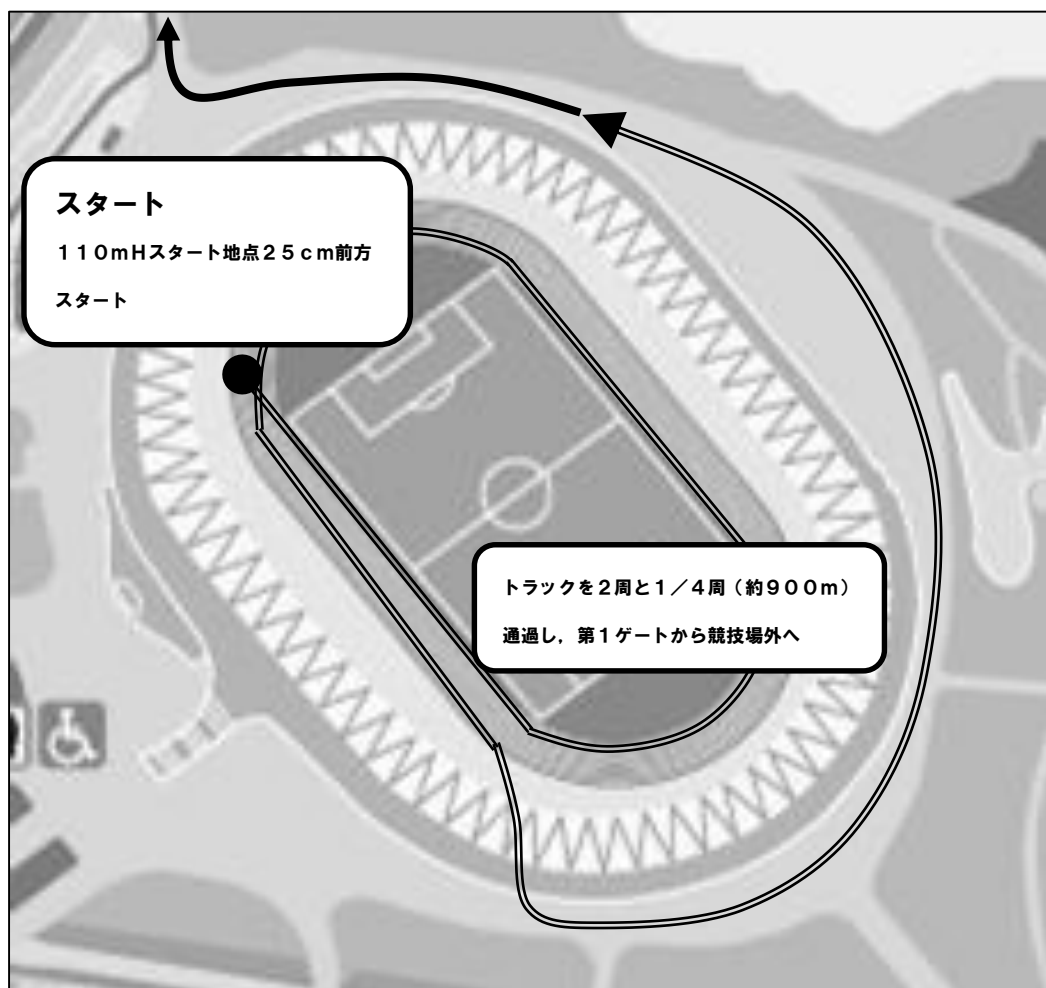 スタート
110mHスタート地点25cm前方
スタート
トラックを2周と1/4周(約900m)
通過し,第1ゲートから競技場外へ